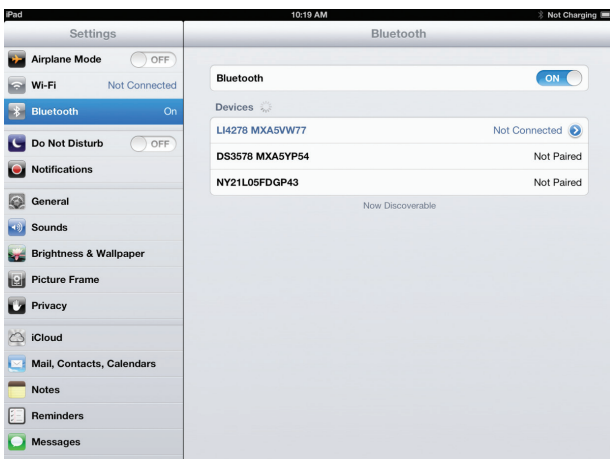 iPad 10:19 AM Not Charging
Settings
Bluetooth
Airplane Mode OFF
Wi-Fi Not Connected
Bluetooth On
Do Not Disturb OFF
Notifications
General
Sounds
Brightness & Wallpaper
Picture Frame
Privacy
iCloud
Mail, Contacts, Calendars
Notes
Reminders
Messages
Bluetooth ON
Devices
LI4278 MXA5VW77 Not Connected
DS3578 MXA5YP54 Not Paired
NY21L05FDGP43 Not Paired
Now Discoverable